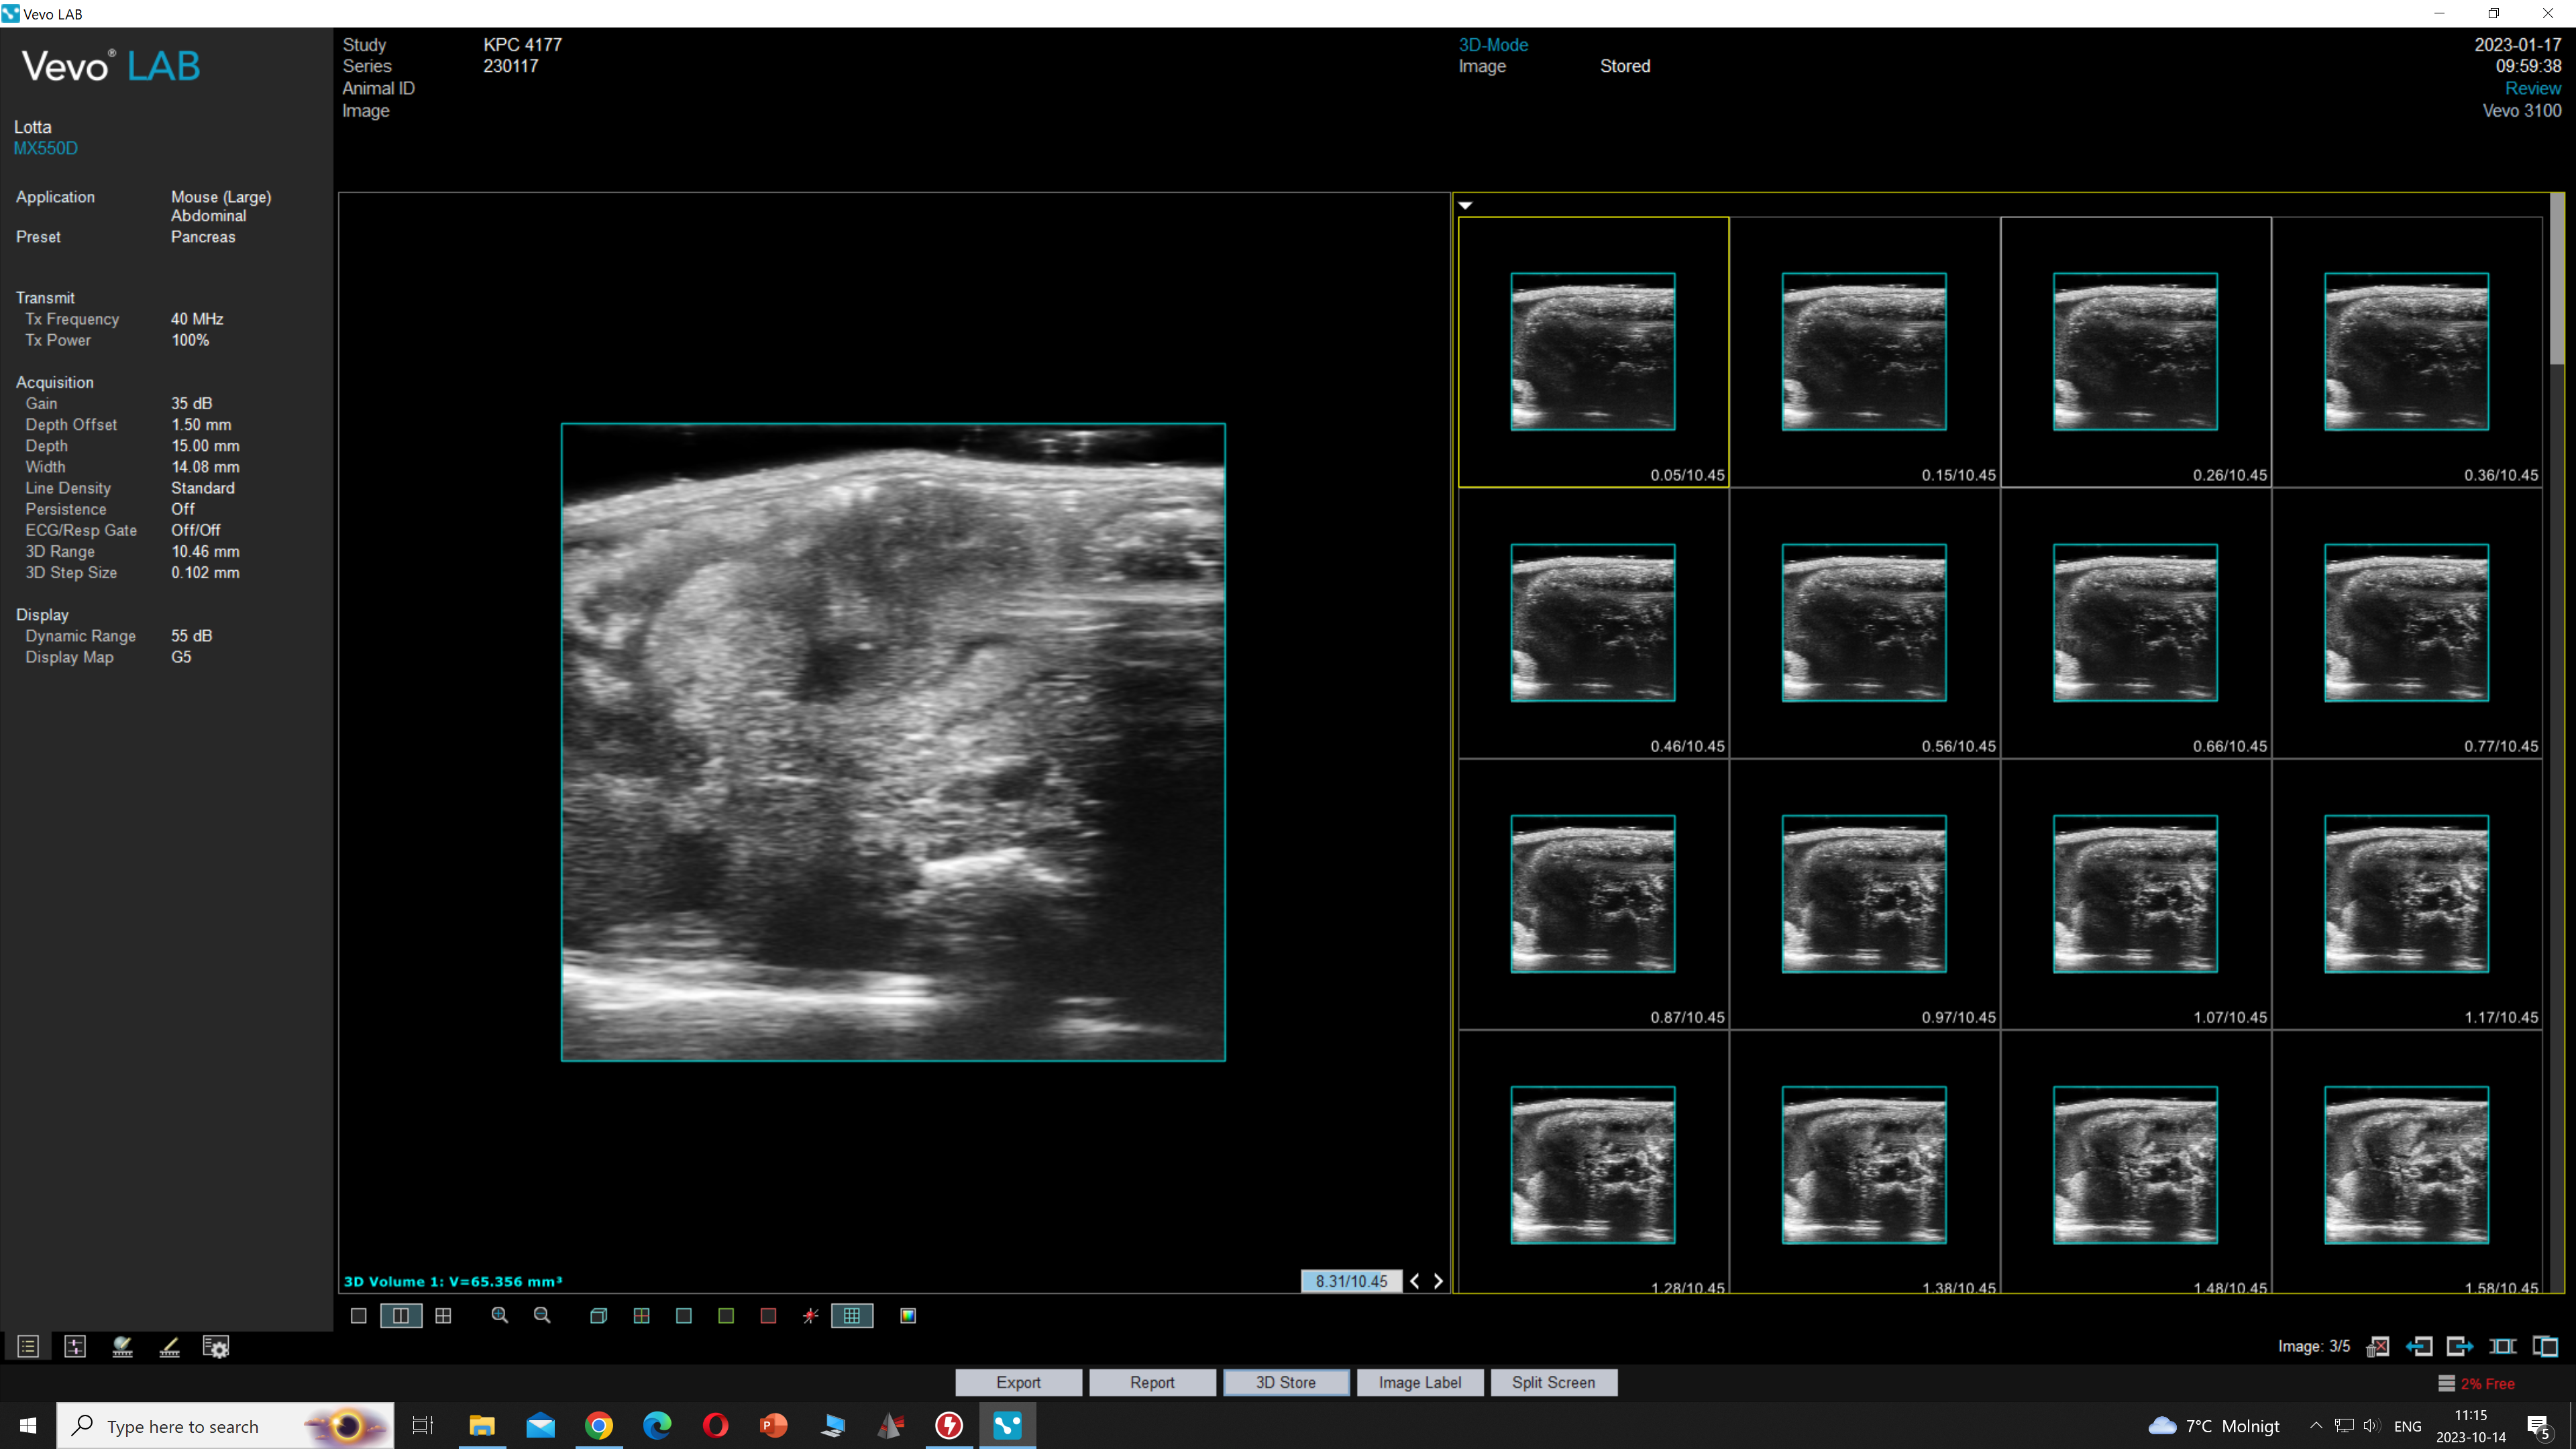 Vevo LAB
Vevo® LAB
Lotta
MX550D
Application Mouse (Large)
Abdominal
Preset Pancreas
Transmit
Tx Frequency 40 MHz
Tx Power 100%
Acquisition
Gain 35 dB
Depth Offset 1.50 mm
Depth 15.00 mm
Width 14.08 mm
Line Density Standard
Persistence Off
ECG/Resp Gate Off/Off
3D Range 10.46 mm
3D Step Size 0.102 mm
Display
Dynamic Range 55 dB
Display Map G5
Study KPC 4177
Series 230117
Animal ID
Image
3D-Mode
Image Stored
2023-01-17
09:59:38
Review
Vevo 3100
0.05/10.45 0.15/10.45 0.26/10.45 0.36/10.45
0.46/10.45 0.56/10.45 0.66/10.45 0.77/10.45
0.87/10.45 0.97/10.45 1.07/10.45 1.17/10.45
1.28/10.45 1.38/10.45 1.48/10.45 1.58/10.45
3D Volume 1: V=65.356 mm³ 8.31/10.45
Image: 3/5
Export Report 3D Store Image Label Split Screen
2% Free
Type here to search
7°C Molnigt
ENG
11:15
2023-10-14
5